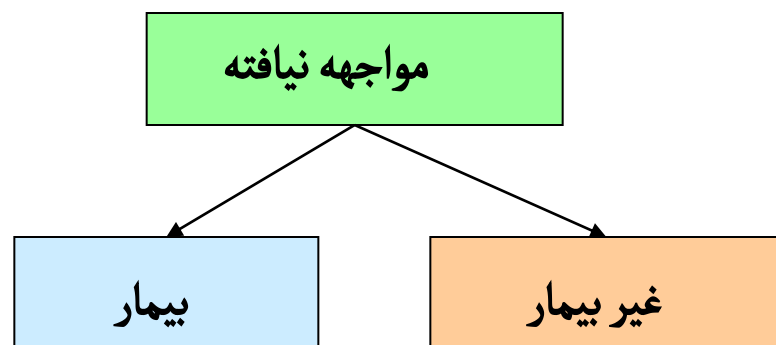 مواجهه نیافته
غیر بیمار
بیمار